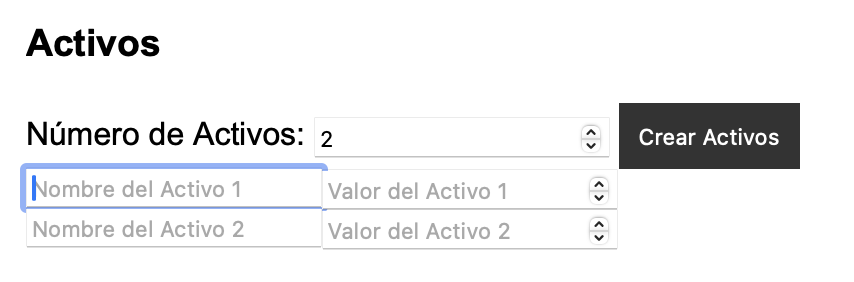 Activos
Número de Activos: 2 Crear Activos
Nombre del Activo 1 Valor del Activo 1
Nombre del Activo 2 Valor del Activo 2